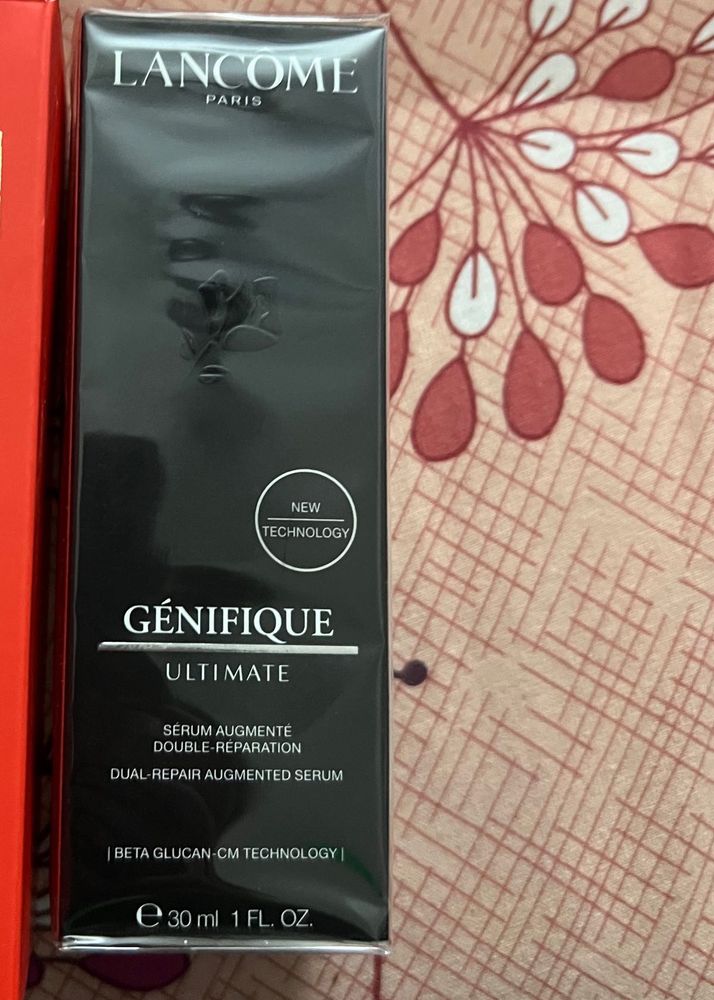 LANCÔME
PARIS
NEW
TECHNOLOGY
GÉNIFIQUE
ULTIMATE
SÉRUM AUGMENTÉ
DOUBLE-RÉPARATION
DUAL-REPAIR AUGMENTED SERUM
| BETA GLUCAN-CM TECHNOLOGY |
℮ 30 ml 1 FL. OZ.